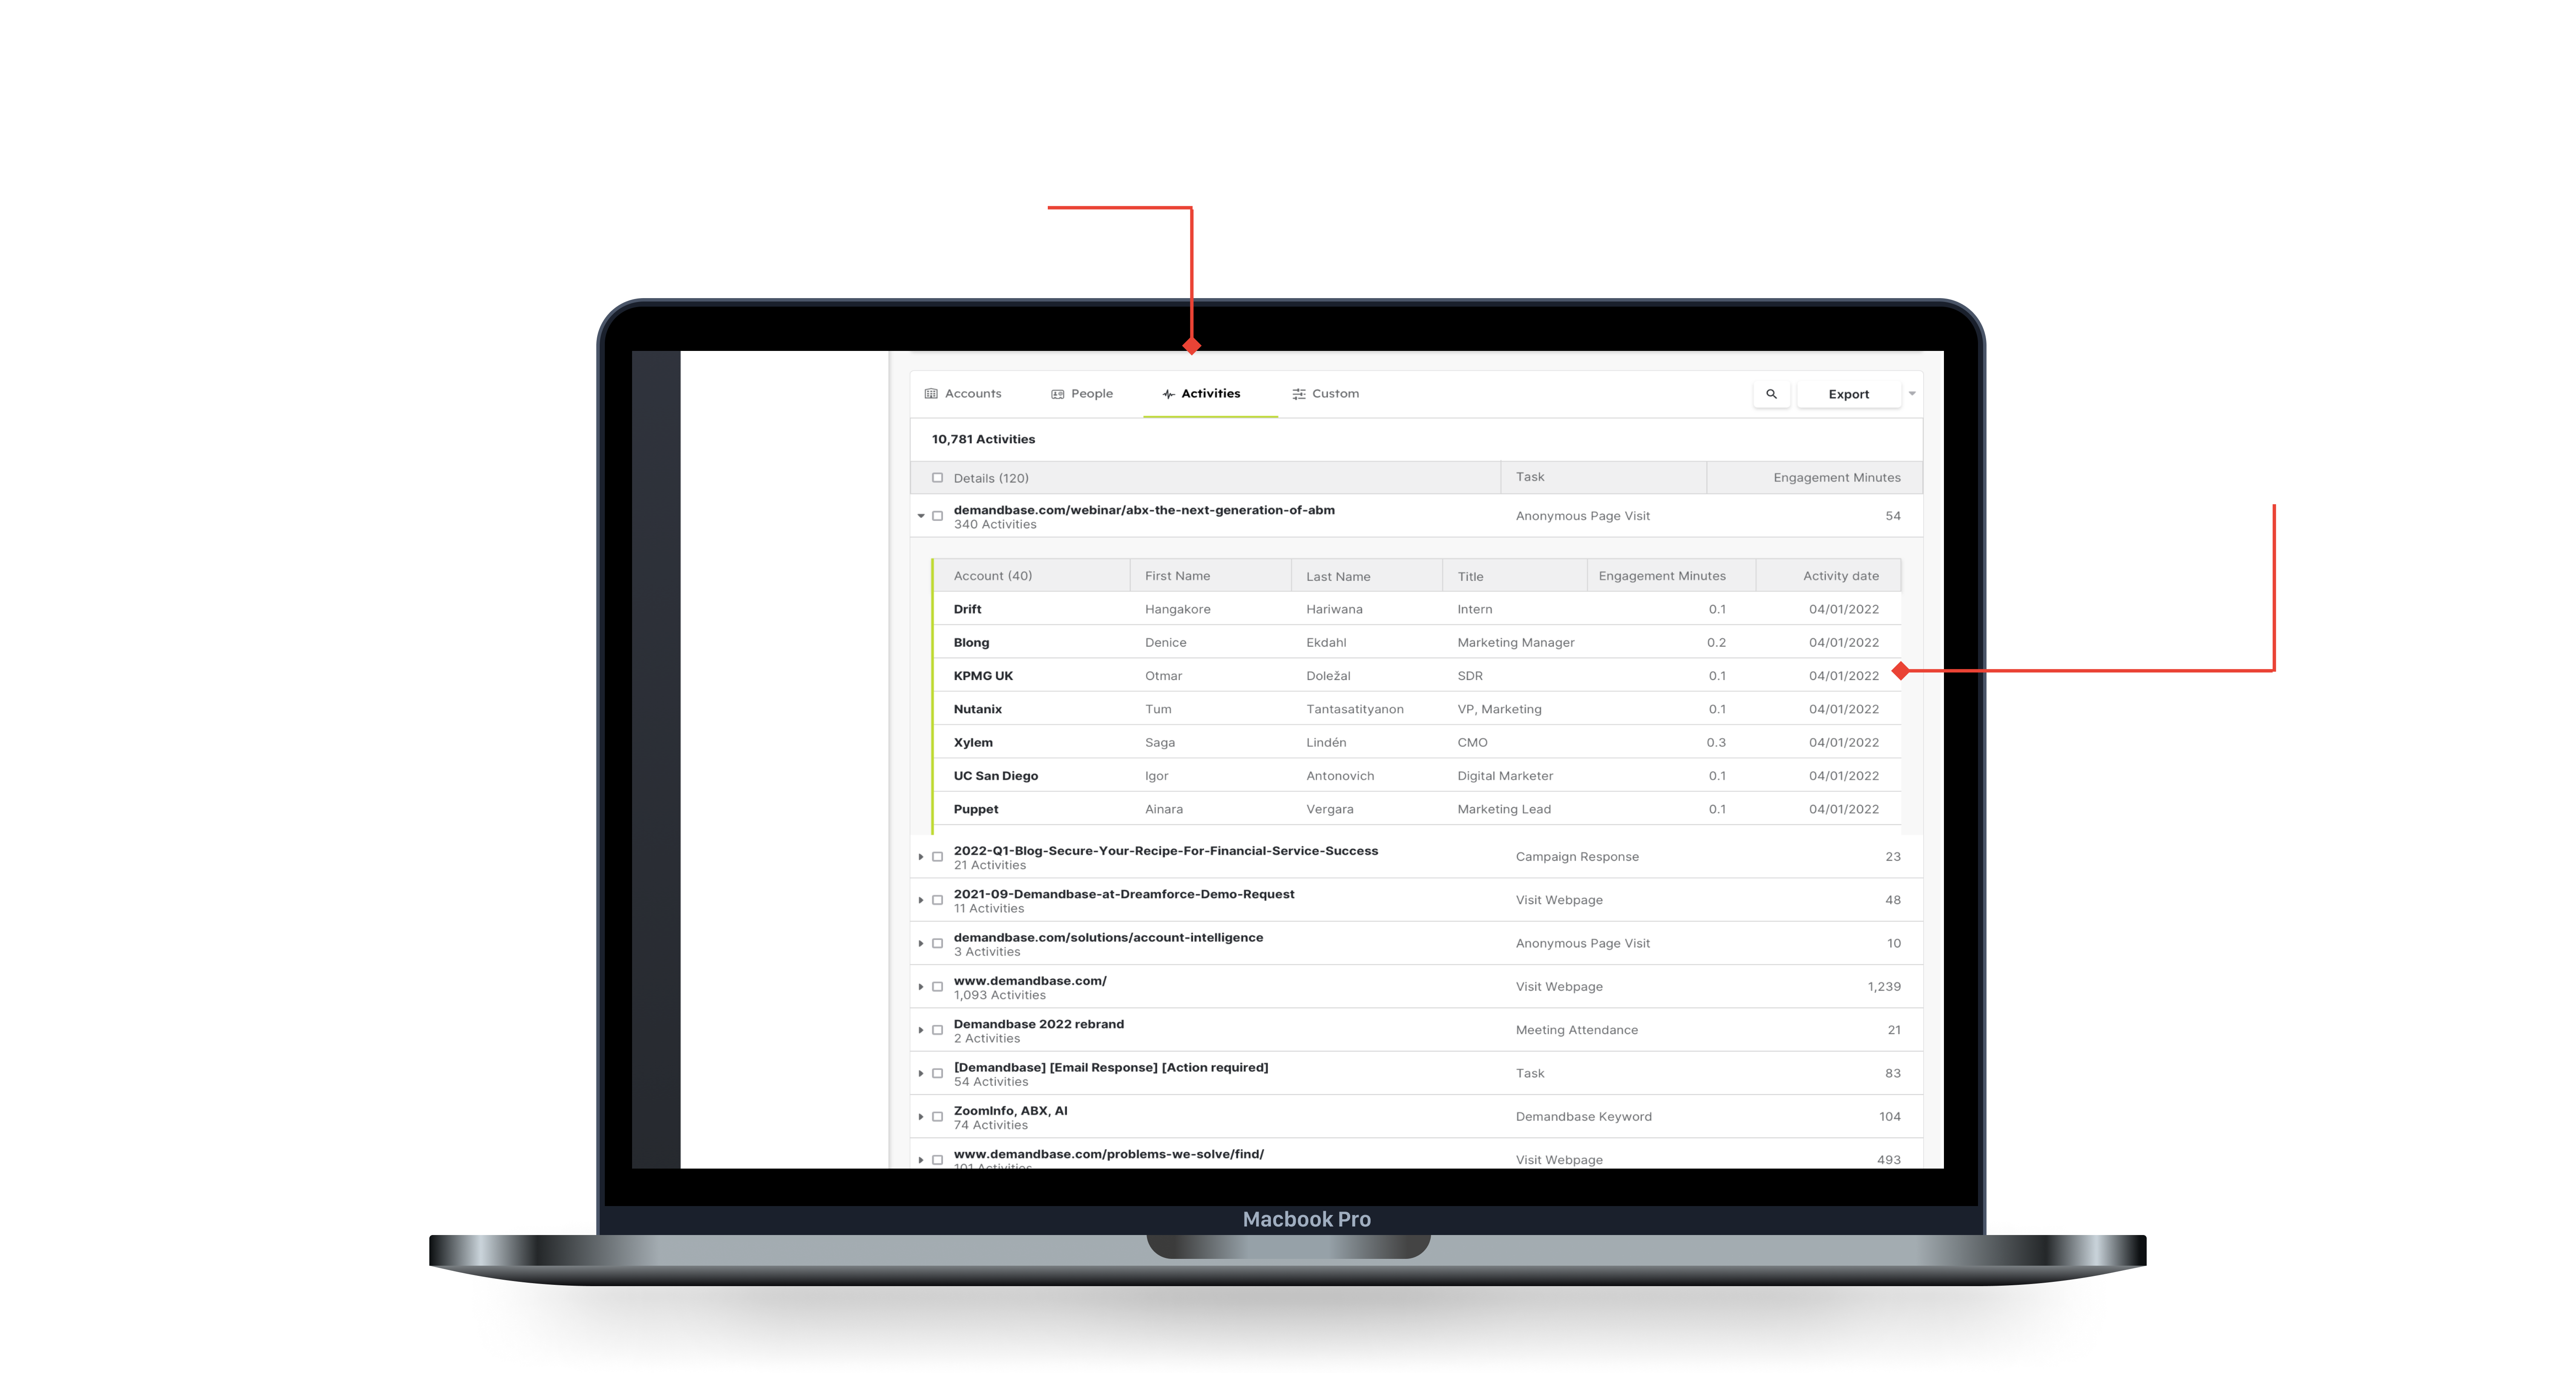 Accounts People Activities Custom Export
10,781 Activities
Details (120) Task Engagement Minutes
demandbase.com/webinar/abx-the-next-generation-of-abm Anonymous Page Visit 54
340 Activities
Account (40) First Name Last Name Title Engagement Minutes Activity date
Drift Hangakore Hariwana Intern 0.1 04/01/2022
Blong Denice Ekdahl Marketing Manager 0.2 04/01/2022
KPMG UK Otmar Doležal SDR 0.1 04/01/2022
Nutanix Tum Tantasatityanon VP, Marketing 0.1 04/01/2022
Xylem Saga Lindén CMO 0.3 04/01/2022
UC San Diego Igor Antonovich Digital Marketer 0.1 04/01/2022
Puppet Ainara Vergara Marketing Lead 0.1 04/01/2022
2022-Q1-Blog-Secure-Your-Recipe-For-Financial-Service-Success Campaign Response 23
21 Activities
2021-09-Demandbase-at-Dreamforce-Demo-Request Visit Webpage 48
11 Activities
demandbase.com/solutions/account-intelligence Anonymous Page Visit 10
3 Activities
www.demandbase.com/ Visit Webpage 1,239
1,093 Activities
Demandbase 2022 rebrand Meeting Attendance 21
2 Activities
[Demandbase] [Email Response] [Action required] Task 83
54 Activities
ZoomInfo, ABX, AI Demandbase Keyword 104
74 Activities
www.demandbase.com/problems-we-solve/find/ Visit Webpage 493
101 Activities
Macbook Pro